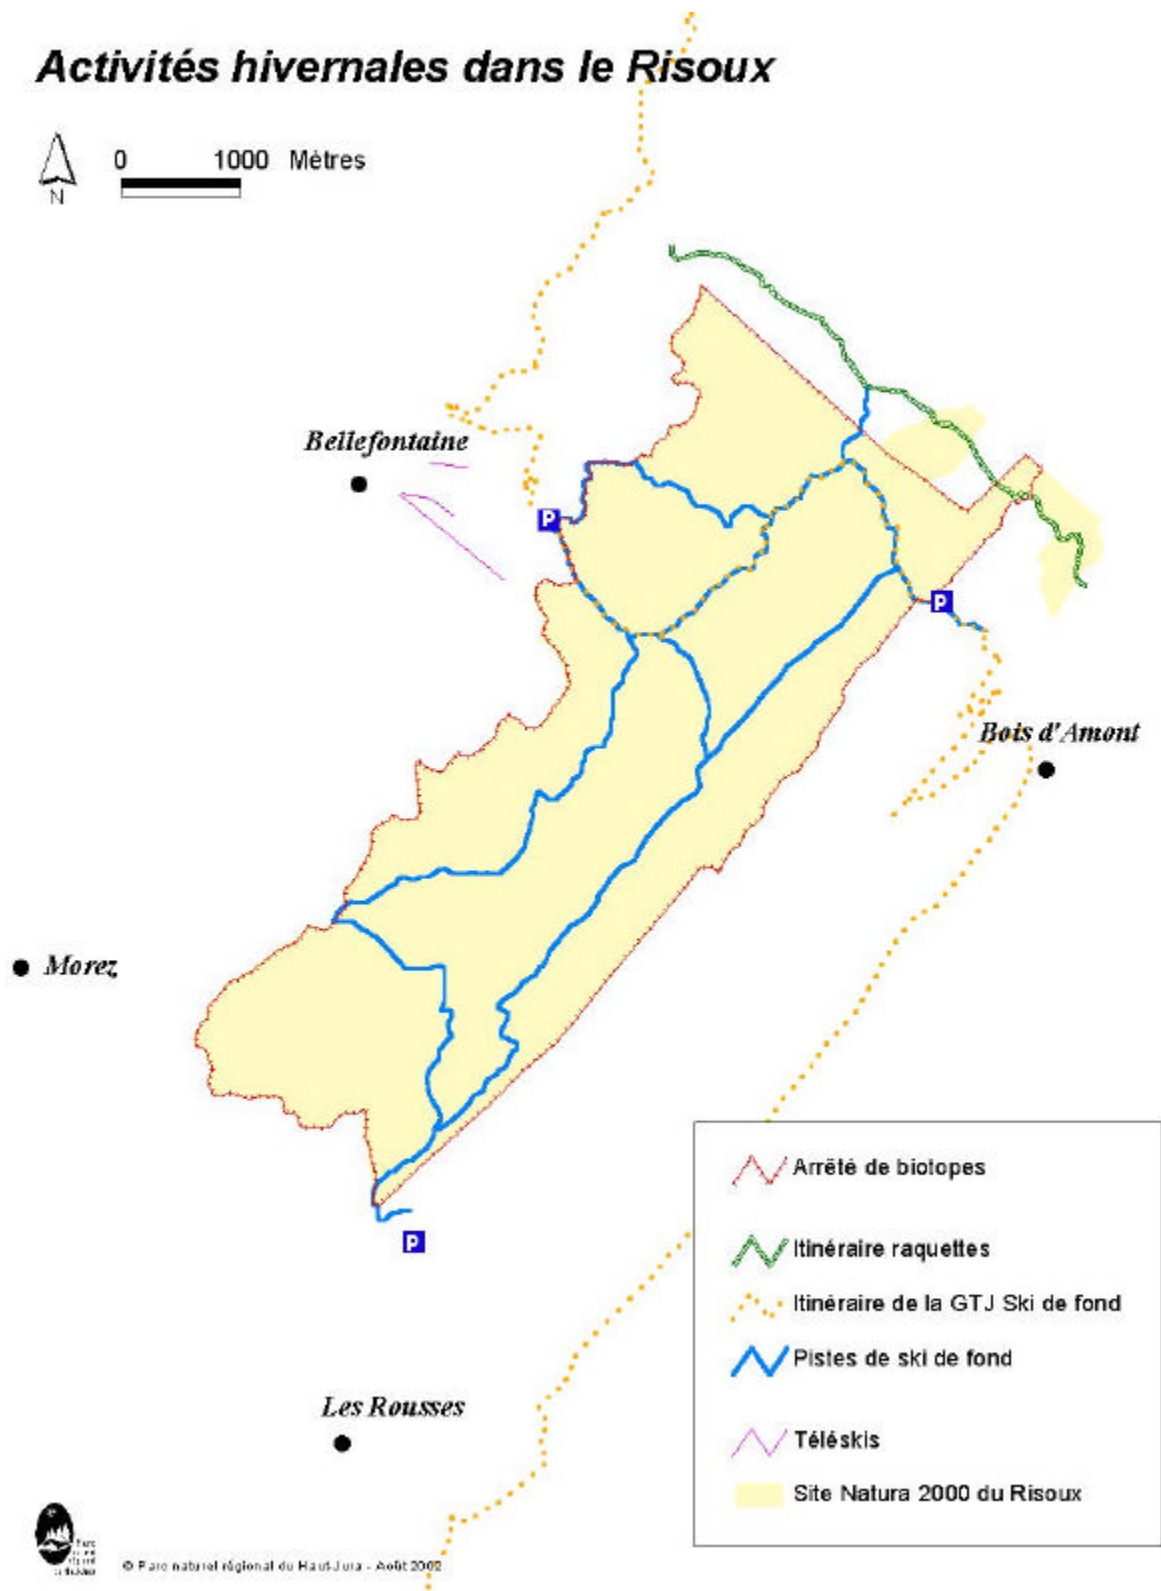 Activités hivernales dans le Risoux
0 1000 Mètres
N
Bellefontaine
P
P
Bois d'Amont
Morez
P
Arrêté de biotopes
Itinéraire raquettes
Itinéraire de la GTJ Ski de fond
Pistes de ski de fond
Les Rousses
Téléskis
Site Natura 2000 du Risoux
© Parc naturel régional du Haut-Jura - Août 2002